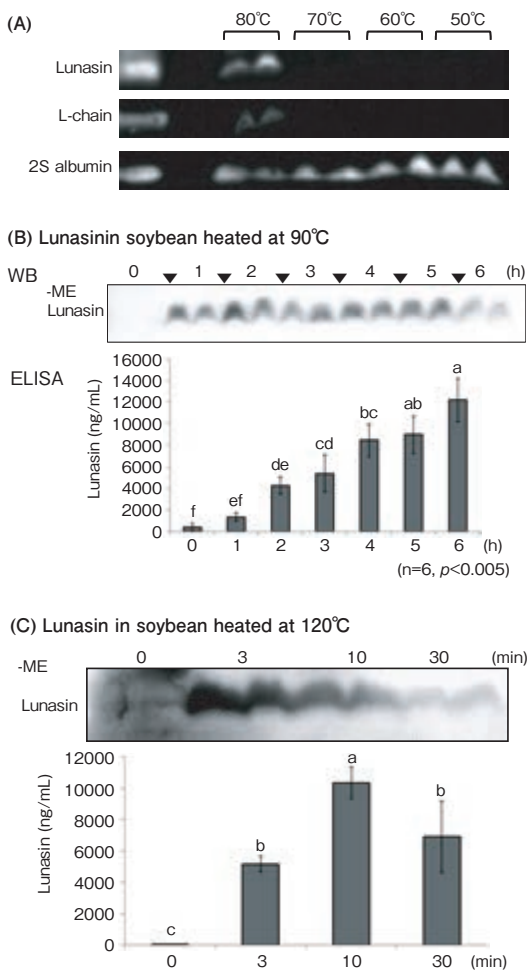 (A)
80℃ 70℃ 60℃ 50℃
Lunasin
L-chain
2S albumin
(B) Lunasinin soybean heated at 90℃
WB 0 1 2 3 4 5 6 (h)
-ME
Lunasin
ELISA
Lunasin (ng/mL)
16000
14000
12000
10000
8000
6000
4000
2000
0
f ef de cd bc ab a
0 1 2 3 4 5 6 (h)
(n=6, p<0.005)
(C) Lunasin in soybean heated at 120℃
-ME 0 3 10 30 (min)
Lunasin
Lunasin (ng/mL)
12000
10000
8000
6000
4000
2000
0
c b a b
0 3 10 30 (min)